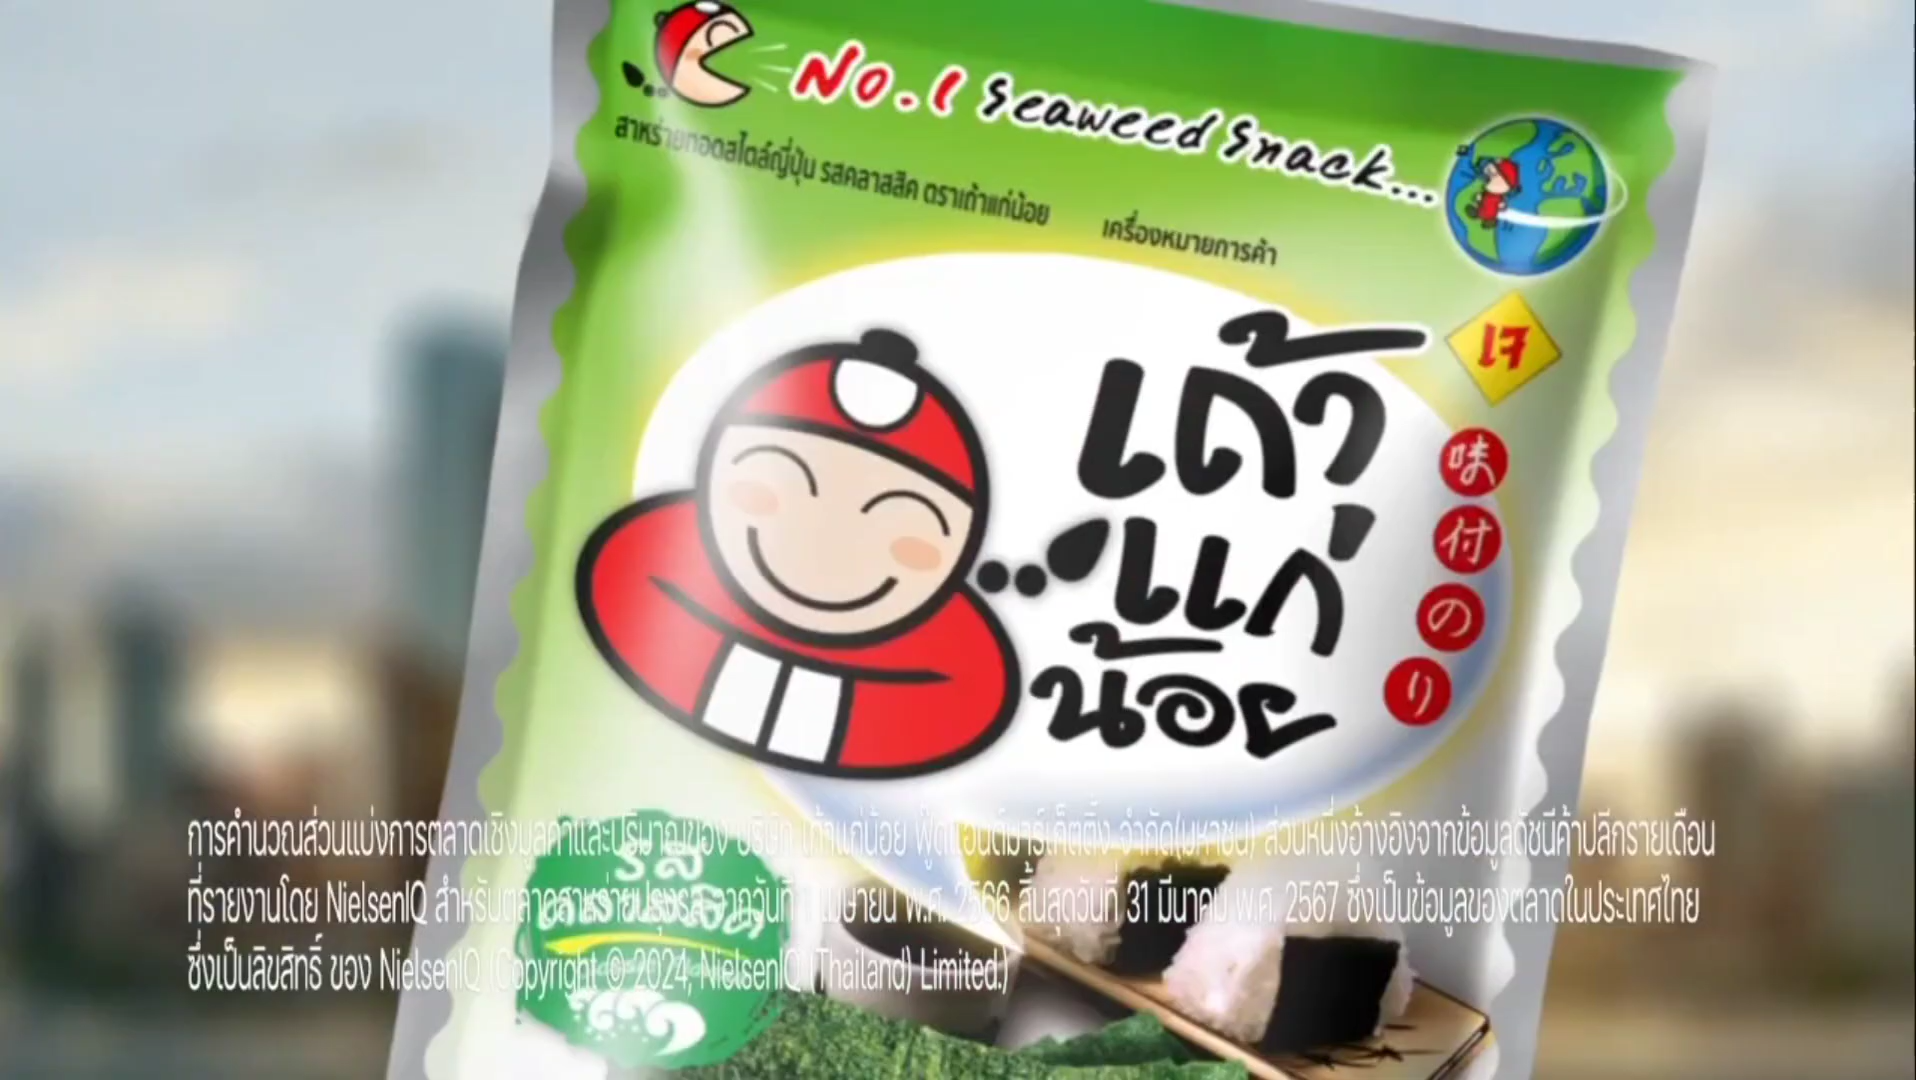 No.1 Seaweed Snack...
สาหร่ายทอดสไตล์ญี่ปุ่น รสคลาสสิค ตราเถ้าแก่น้อย เครื่องหมายการค้า
เจ
เถ้า
แก่
น้อย
味
付
の
り
รส
คลาสสิค
การคำนวณส่วนแบ่งการตลาดเชิงมูลค่าและปริมาณของ บริษัท เถ้าแก่น้อย ฟู๊ดแอนด์มาร์เก็ตติ้ง จำกัด(มหาชน) ส่วนหนึ่งอ้างอิงจากข้อมูลดัชนีค้าปลีกรายเดือน
ที่รายงานโดย NielsenIQ สำหรับตลาดสาหร่ายปรุงรส จากวันที่ เมษายน พ.ศ. 2566 สิ้นสุดวันที่ 31 มีนาคม พ.ศ. 2567 ซึ่งเป็นข้อมูลของตลาดในประเทศไทย
ซึ่งเป็นลิขสิทธิ์ ของ NielsenIQ (Copyright © 2024, NielsenIQ (Thailand) Limited.)